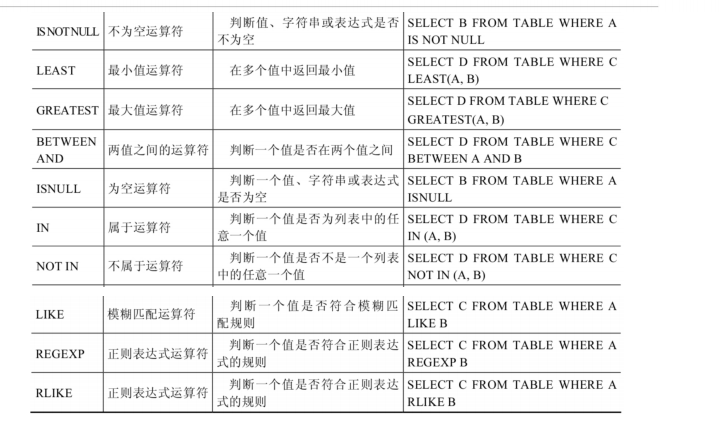 IS NOT NULL 不为空运算符 判断值、字符串或表达式是否 SELECT B FROM TABLE WHERE A
不为空 IS NOT NULL
LEAST 最小值运算符 在多个值中返回最小值 SELECT D FROM TABLE WHERE C
LEAST(A, B)
GREATEST 最大值运算符 在多个值中返回最大值 SELECT D FROM TABLE WHERE C
GREATEST(A, B)
BETWEEN 两值之间的运算符 判断一个值是否在两个值之间 SELECT D FROM TABLE WHERE C
AND BETWEEN A AND B
ISNULL 为空运算符 判断一个值、字符串或表达式 SELECT B FROM TABLE WHERE A
是否为空 ISNULL
IN 属于运算符 判断一个值是否为列表中的任 SELECT D FROM TABLE WHERE C
意一个值 IN (A, B)
NOT IN 不属于运算符 判断一个值是否不是一个列表 SELECT D FROM TABLE WHERE C
中的任意一个值 NOT IN (A, B)
LIKE 模糊匹配运算符 判断一个值是否符合模糊匹 SELECT C FROM TABLE WHERE A
配规则 LIKE B
REGEXP 正则表达式运算符 判断一个值是否符合正则表达 SELECT C FROM TABLE WHERE A
式的规则 REGEXP B
RLIKE 正则表达式运算符 判断一个值是否符合正则表达 SELECT C FROM TABLE WHERE A
式的规则 RLIKE B